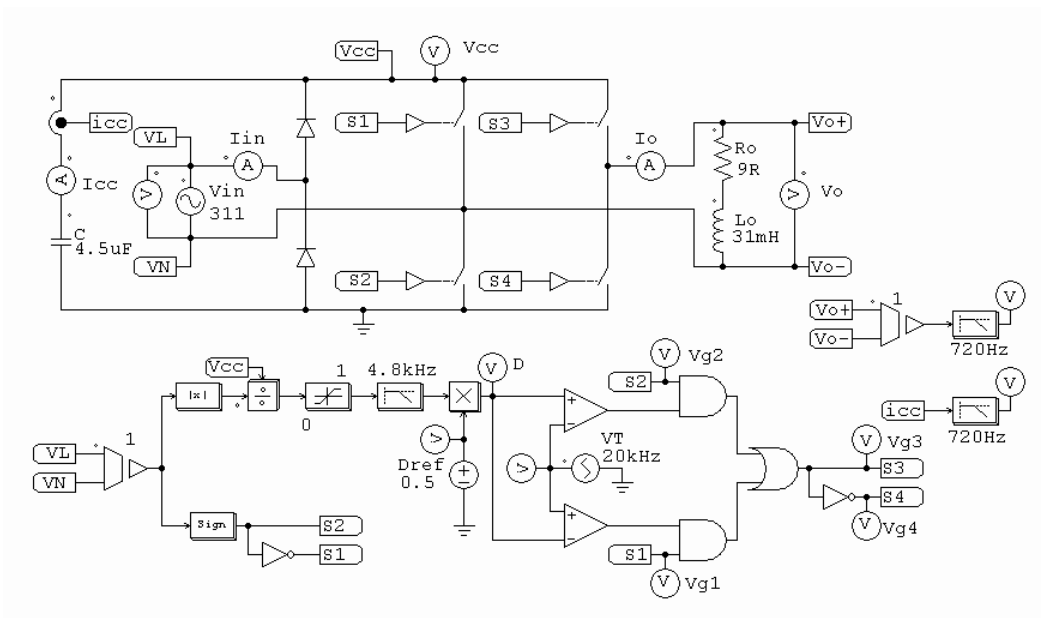 Vcc
V
Vcc
icc
VL
Iin
S1
S3
Io
Vo+
A
A
A
Ro
9R
Icc
V
Vin
311
V
Vo
Lo
31mH
C
4.5uF
VN
S2
S4
Vo-
V
Vo+
1
Vo-
720Hz
Vcc
1
4.8kHz
V
D
V
Vg2
S2
V
|x|
÷
0
X
icc
720Hz
VL
1
VN
V
Dref
0.5
+
-
V
VT
20kHz
V
Vg3
S3
S4
V
Vg4
Sign
S2
S1
+
-
S1
V
Vg1